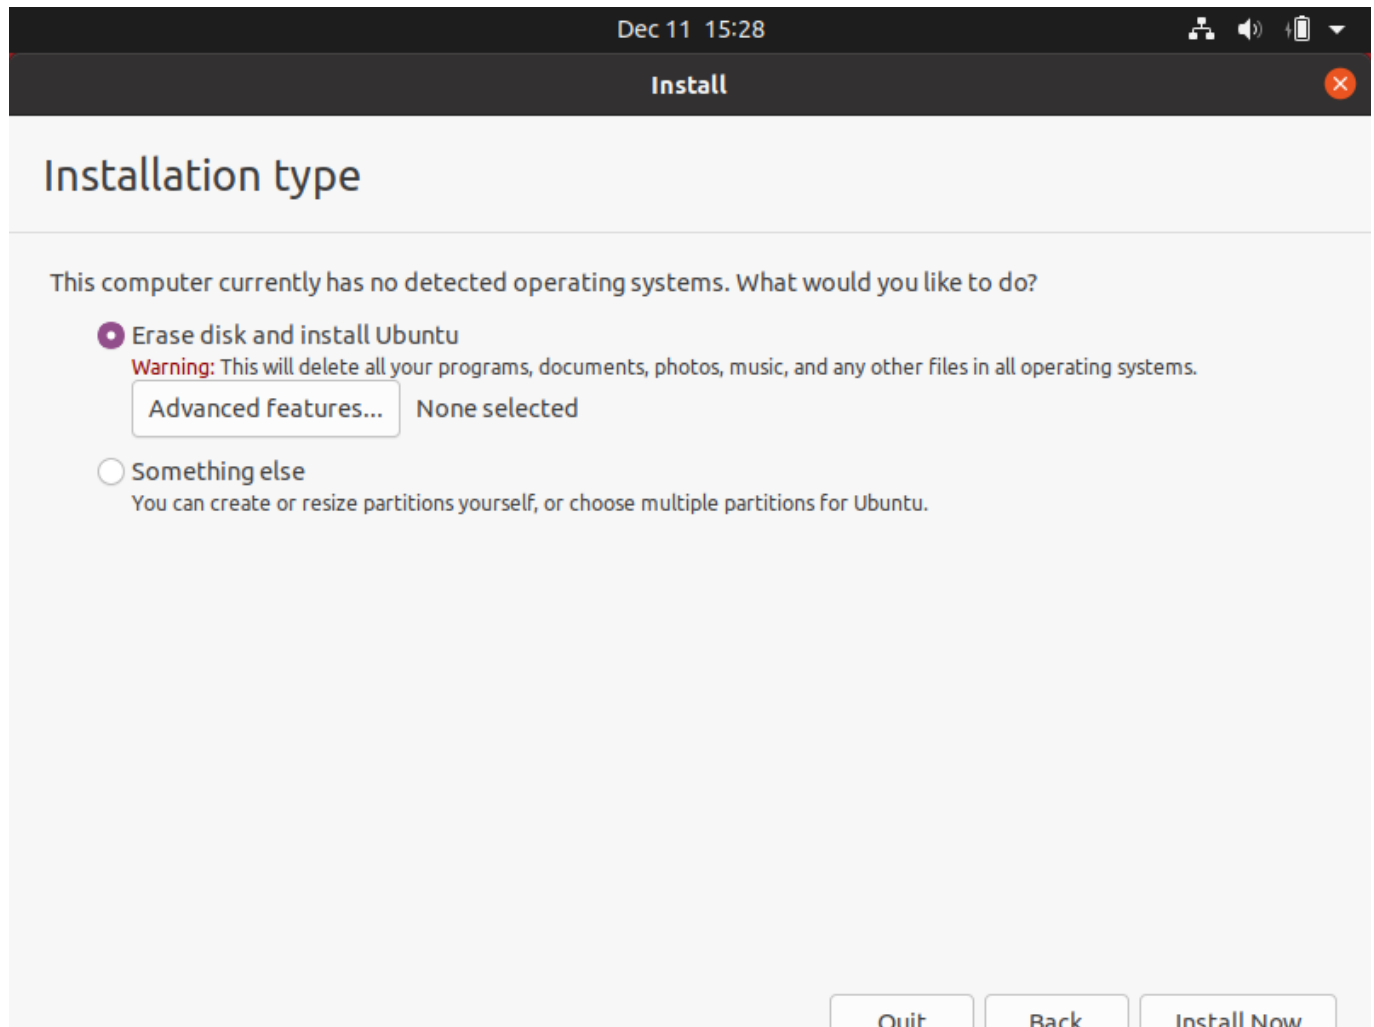 Dec 11 15:28
Install
Installation type
This computer currently has no detected operating systems. What would you like to do?
Erase disk and install Ubuntu
Warning: This will delete all your programs, documents, photos, music, and any other files in all operating systems.
Advanced features... None selected
Something else
You can create or resize partitions yourself, or choose multiple partitions for Ubuntu.
Quit Back Install Now